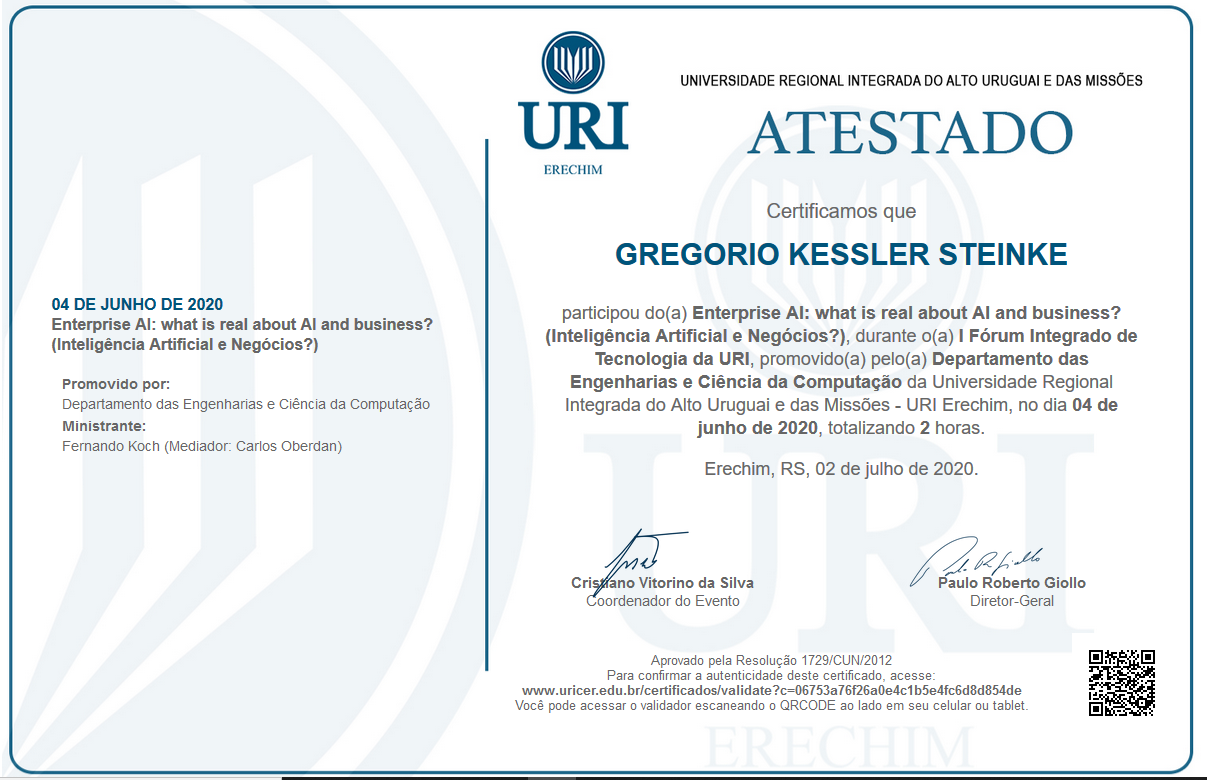 04 DE JUNHO DE 2020
Enterprise AI: what is real about AI and business?
(Inteligência Artificial e Negócios?)
Promovido por:
Departamento das Engenharias e Ciência da Computação
Ministrante:
Fernando Koch (Mediador: Carlos Oberdan)
URI
ERECHIM
UNIVERSIDADE REGIONAL INTEGRADA DO ALTO URUGUAI E DAS MISSÕES
ATESTADO
Certificamos que
GREGORIO KESSLER STEINKE
participou do(a) Enterprise AI: what is real about AI and business?
(Inteligência Artificial e Negócios?), durante o(a) I Fórum Integrado de
Tecnologia da URI, promovido(a) pelo(a) Departamento das
Engenharias e Ciência da Computação da Universidade Regional
Integrada do Alto Uruguai e das Missões - URI Erechim, no dia 04 de
junho de 2020, totalizando 2 horas.
Erechim, RS, 02 de julho de 2020.
Cristiano Vitorino da Silva
Coordenador do Evento
Paulo Roberto Giollo
Diretor-Geral
Aprovado pela Resolução 1729/CUN/2012
Para confirmar a autenticidade deste certificado, acesse:
www.uricer.edu.br/certificados/validate?c=06753a76f26a0e4c1b5e4fc6d8d854de
Você pode acessar o validador escaneando o QRCODE ao lado em seu celular ou tablet.
URI
ERECHIM